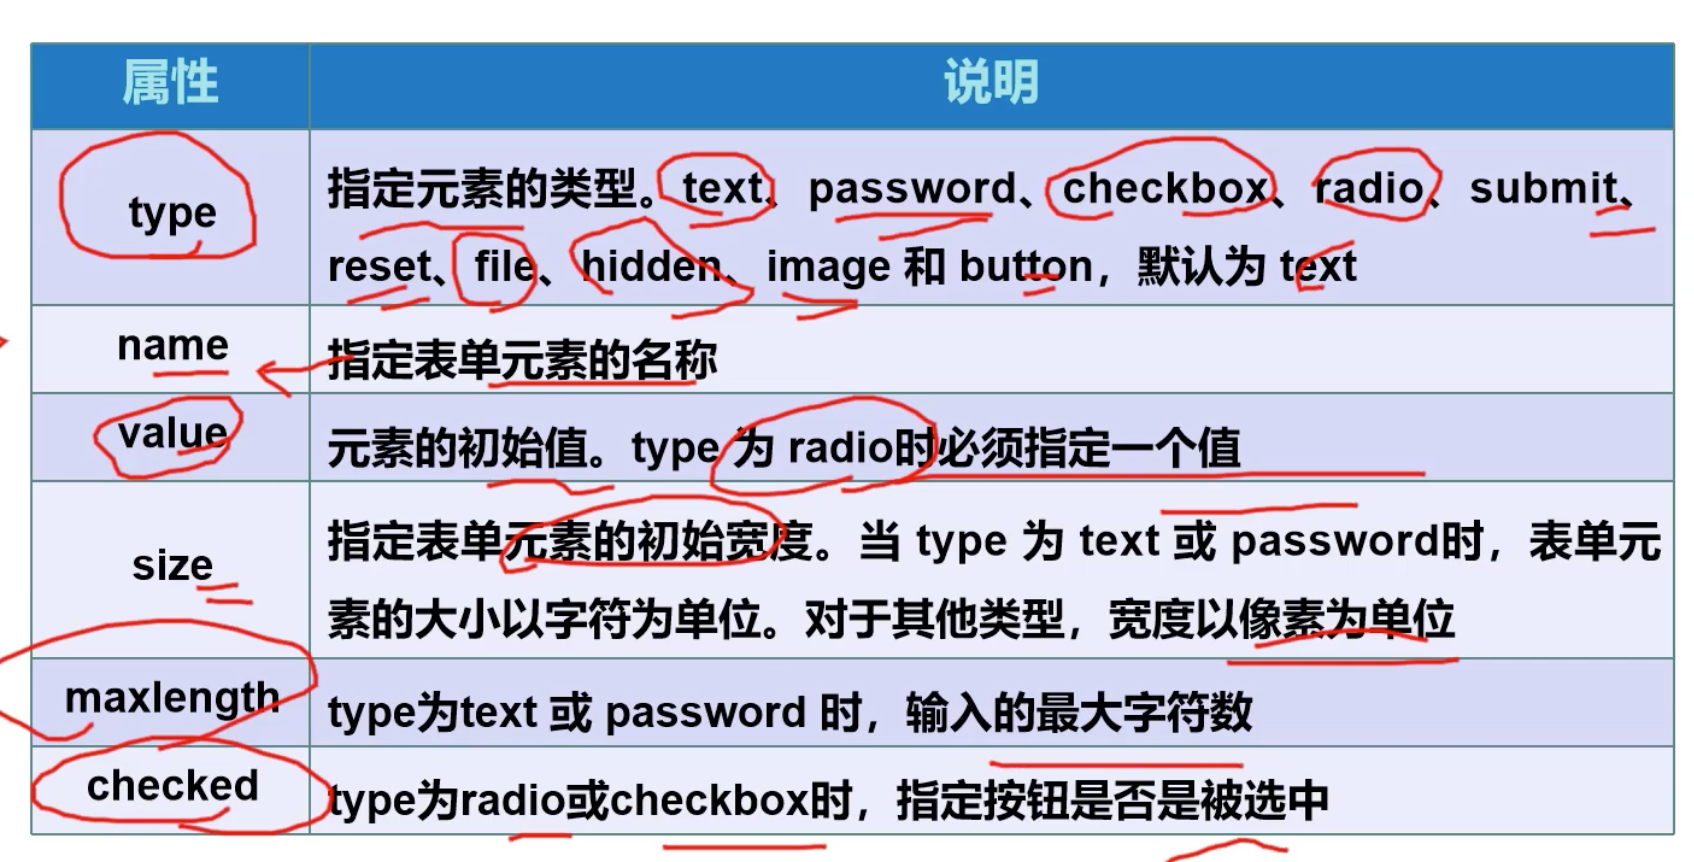 属性 说明
type
指定元素的类型。text、password、checkbox、radio、submit、
reset、file、hidden、image 和 button，默认为 text
name 指定表单元素的名称
value 元素的初始值。type 为 radio时必须指定一个值
size
指定表单元素的初始宽度。当 type 为 text 或 password时，表单元
素的大小以字符为单位。对于其他类型，宽度以像素为单位
maxlength type为text 或 password 时，输入的最大字符数
checked type为radio或checkbox时，指定按钮是否是被选中